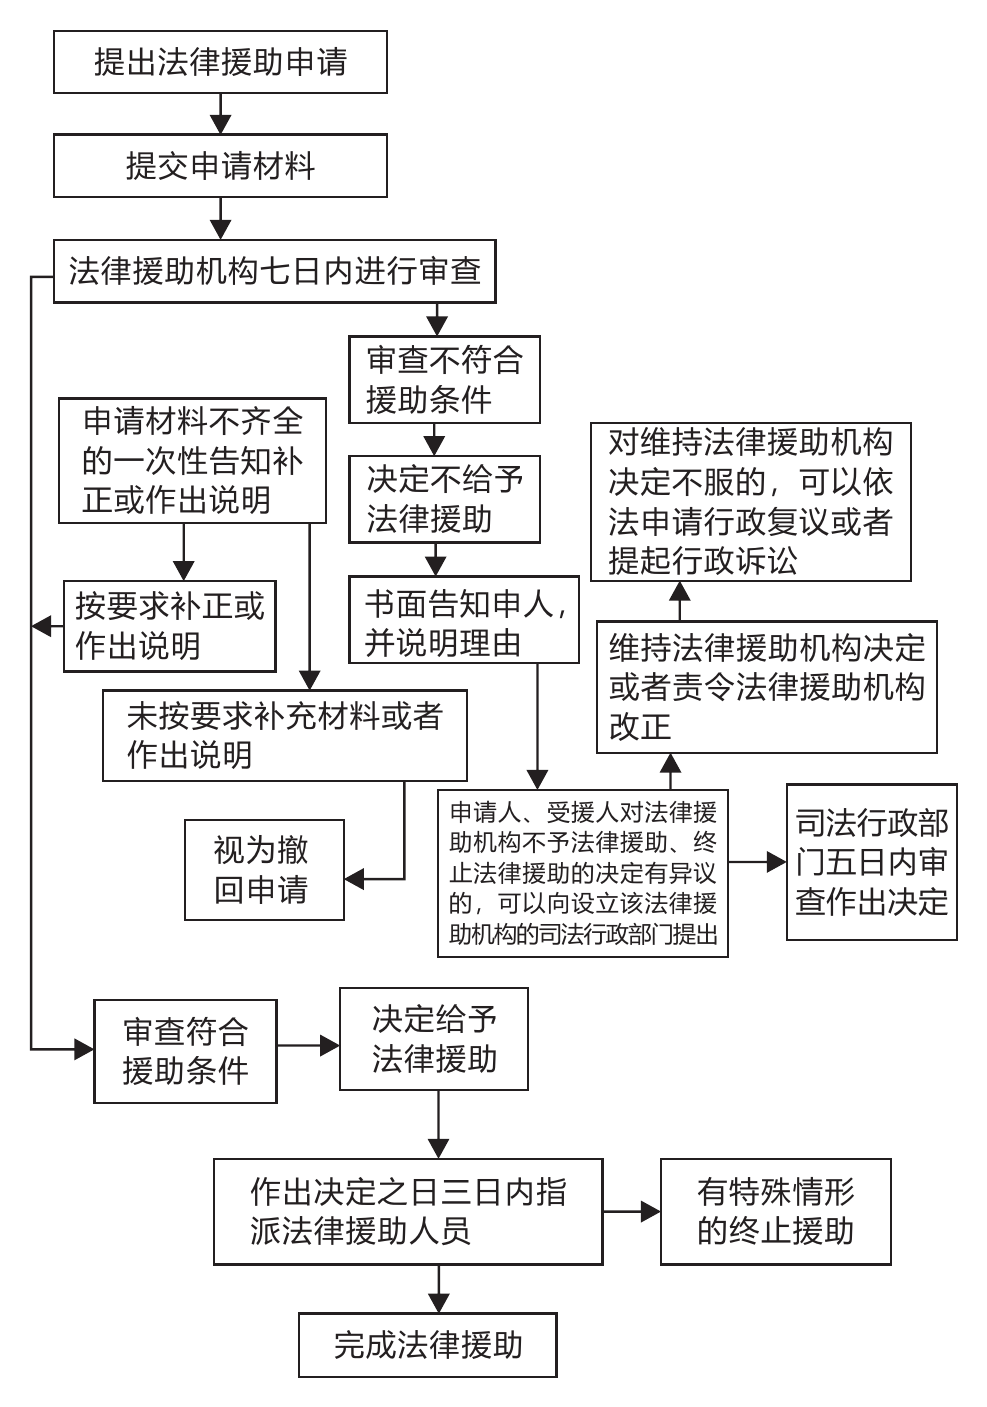 提出法律援助申请
提交申请材料
法律援助机构七日内进行审查
审查不符合
援助条件
申请材料不齐全
的一次性告知补
正或作出说明
决定不给予
法律援助
对维持法律援助机构
决定不服的，可以依
法申请行政复议或者
提起行政诉讼
按要求补正或
作出说明
书面告知申人，
并说明理由
维持法律援助机构决定
或者责令法律援助机构
改正
未按要求补充材料或者
作出说明
视为撤
回申请
申请人、受援人对法律援
助机构不予法律援助、终
止法律援助的决定有异议
的，可以向设立该法律援
助机构的司法行政部门提出
司法行政部
门五日内审
查作出决定
审查符合
援助条件
决定给予
法律援助
作出决定之日三日内指
派法律援助人员
有特殊情形
的终止援助
完成法律援助